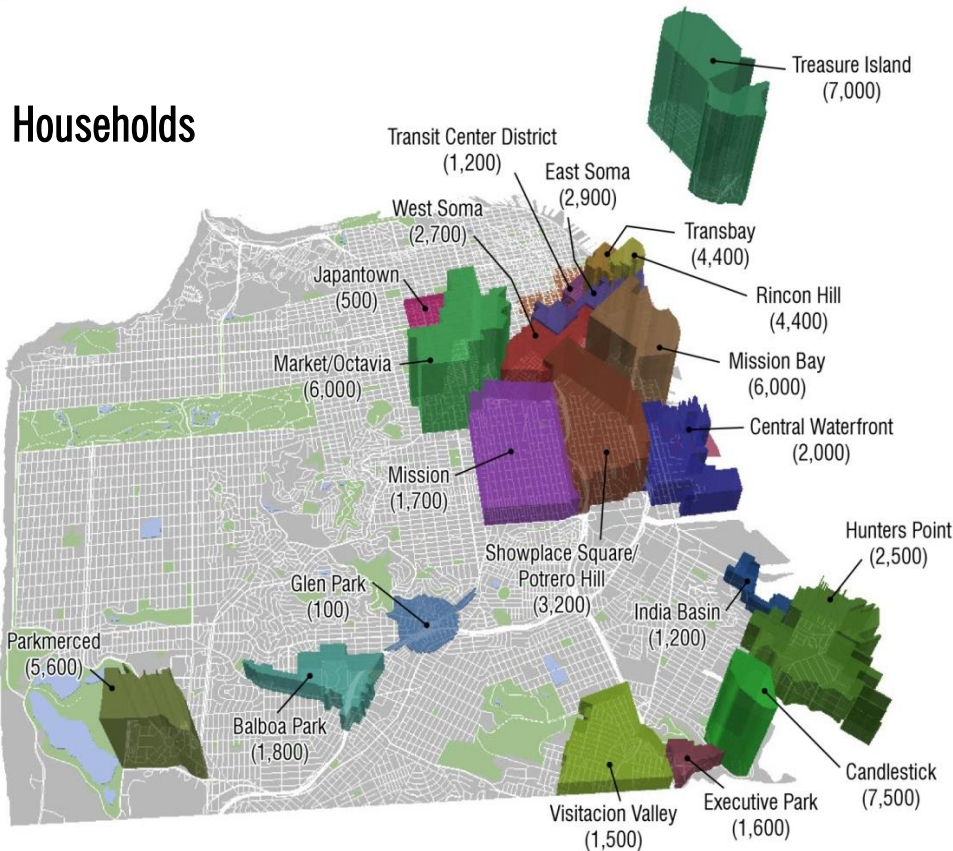 Households
Treasure Island
(7,000)
Transit Center District
(1,200)
East Soma
(2,900)
West Soma
(2,700)
Transbay
(4,400)
Japantown
(500)
Rincon Hill
(4,400)
Market/Octavia
(6,000)
Mission Bay
(6,000)
Central Waterfront
(2,000)
Mission
(1,700)
Hunters Point
(2,500)
Showplace Square/
Potrero Hill
(3,200)
Glen Park
(100)
India Basin
(1,200)
Parkmerced
(5,600)
Balboa Park
(1,800)
Candlestick
(7,500)
Executive Park
(1,600)
Visitacion Valley
(1,500)